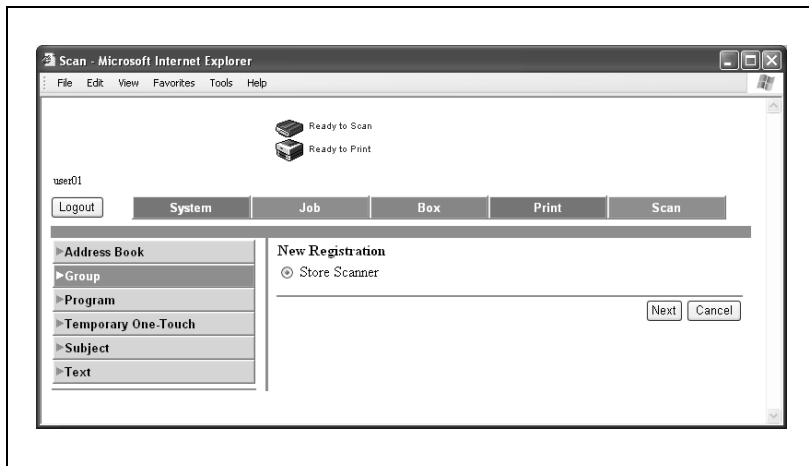 Scan - Microsoft Internet Explorer
File Edit View Favorites Tools Help
Ready to Scan
Ready to Print
user01
Logout System Job Box Print Scan
Address Book
Group
Program
Temporary One-Touch
Subject
Text
New Registration
Store Scanner
Next Cancel